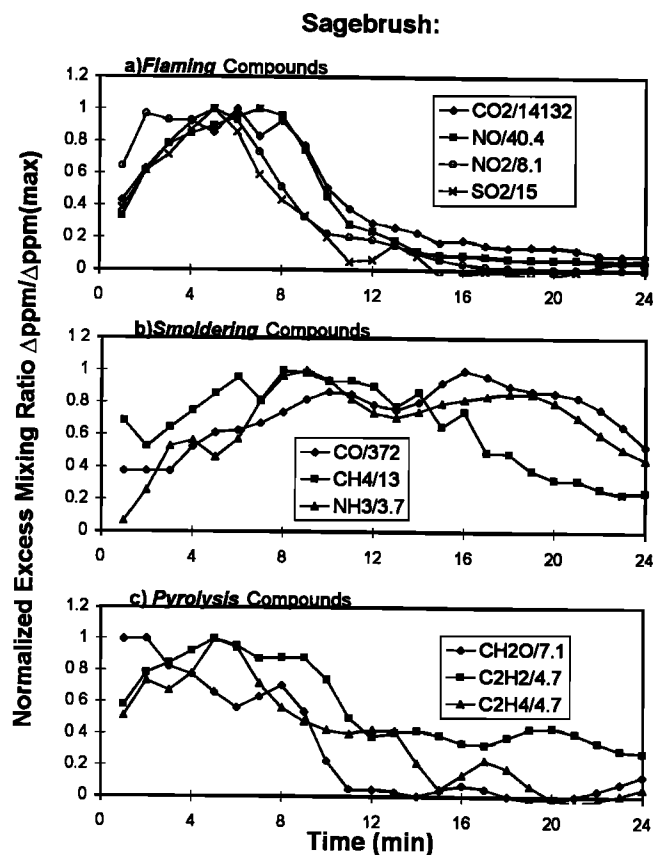 Sagebrush:
a)Flaming Compounds
1.2
1
0.8
0.6
0.4
0.2
0
CO2/14132
NO/40.4
NO2/8.1
SO2/15
0 4 8 12 16 20 24
b)Smoldering Compounds
1 2
1
0.8
0.6
0.4
0.2
0
CO/372
CH4/13
NH3/3.7
0 4 8 12 16 20 24
c) Pyrolysis Compounds
1.2
1
0.8
0.6
0.4
0.2
0
CH2O/7.1
C2H2/4.7
C2H4/4.7
0 4 8 12 16 20 24
Time (min)
Normalized Excess Mixing Ratio Δppm/Δppm(max)